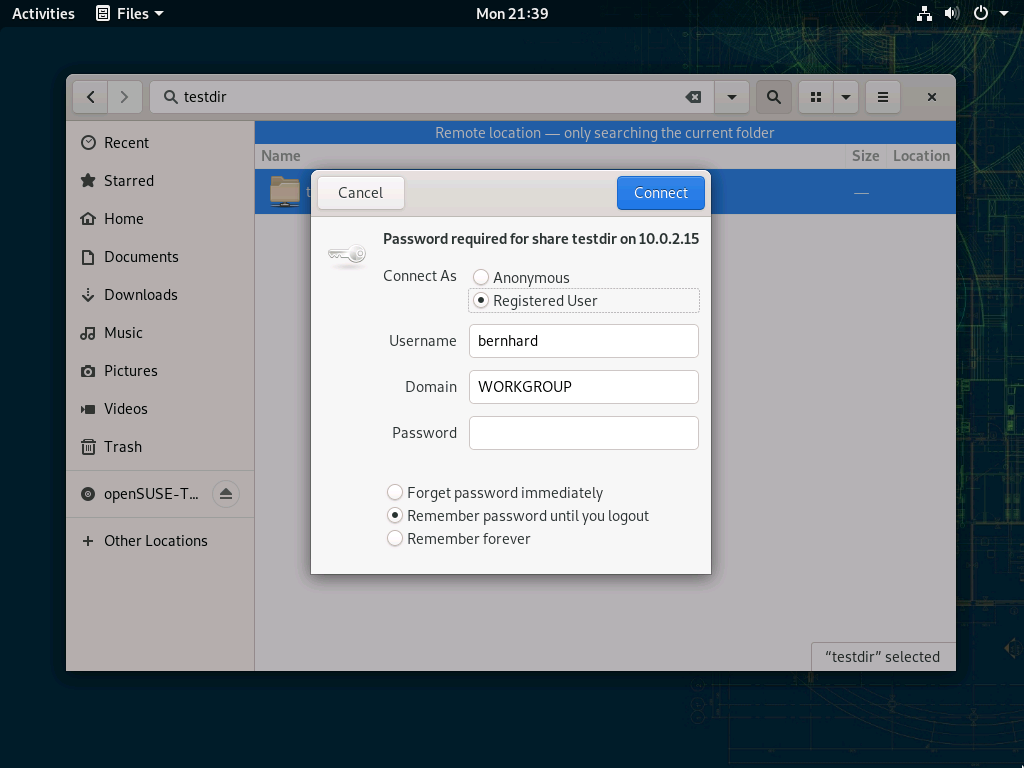 Activities Files Mon 21:39
testdir
Remote location — only searching the current folder
Name Size Location
—
Recent
Starred
Home
Documents
Downloads
Music
Pictures
Videos
Trash
openSUSE-T...
Other Locations
Cancel Connect
Password required for share testdir on 10.0.2.15
Connect As Anonymous
Registered User
Username bernhard
Domain WORKGROUP
Password
Forget password immediately
Remember password until you logout
Remember forever
“testdir” selected